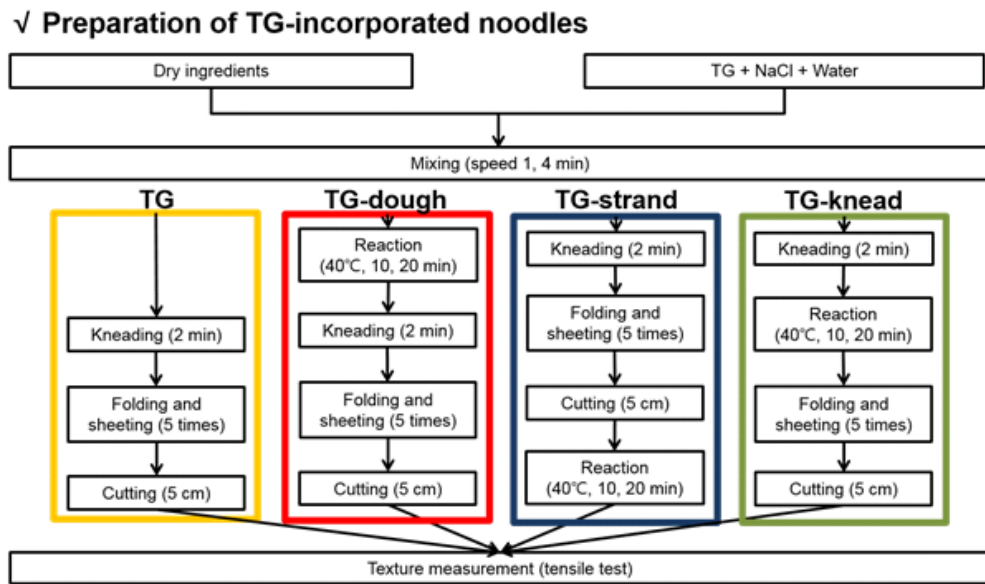 √ Preparation of TG-incorporated noodles
Dry ingredients
TG + NaCl + Water
Mixing (speed 1, 4 min)
TG
Kneading (2 min)
Folding and
sheeting (5 times)
Cutting (5 cm)
TG-dough
Reaction
(40℃, 10, 20 min)
Kneading (2 min)
Folding and
sheeting (5 times)
Cutting (5 cm)
TG-strand
Kneading (2 min)
Folding and
sheeting (5 times)
Cutting (5 cm)
Reaction
(40℃, 10, 20 min)
TG-knead
Kneading (2 min)
Reaction
(40℃, 10, 20 min)
Folding and
sheeting (5 times)
Cutting (5 cm)
Texture measurement (tensile test)